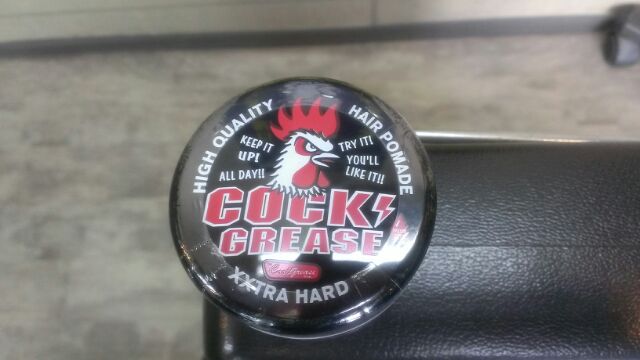 HIGH QUALITY
HAIR POMADE
KEEP IT
UP!
ALL DAY!!
TRY IT!
YOU'LL
LIKE IT!!
COCK
GREASE
XXTRA HARD